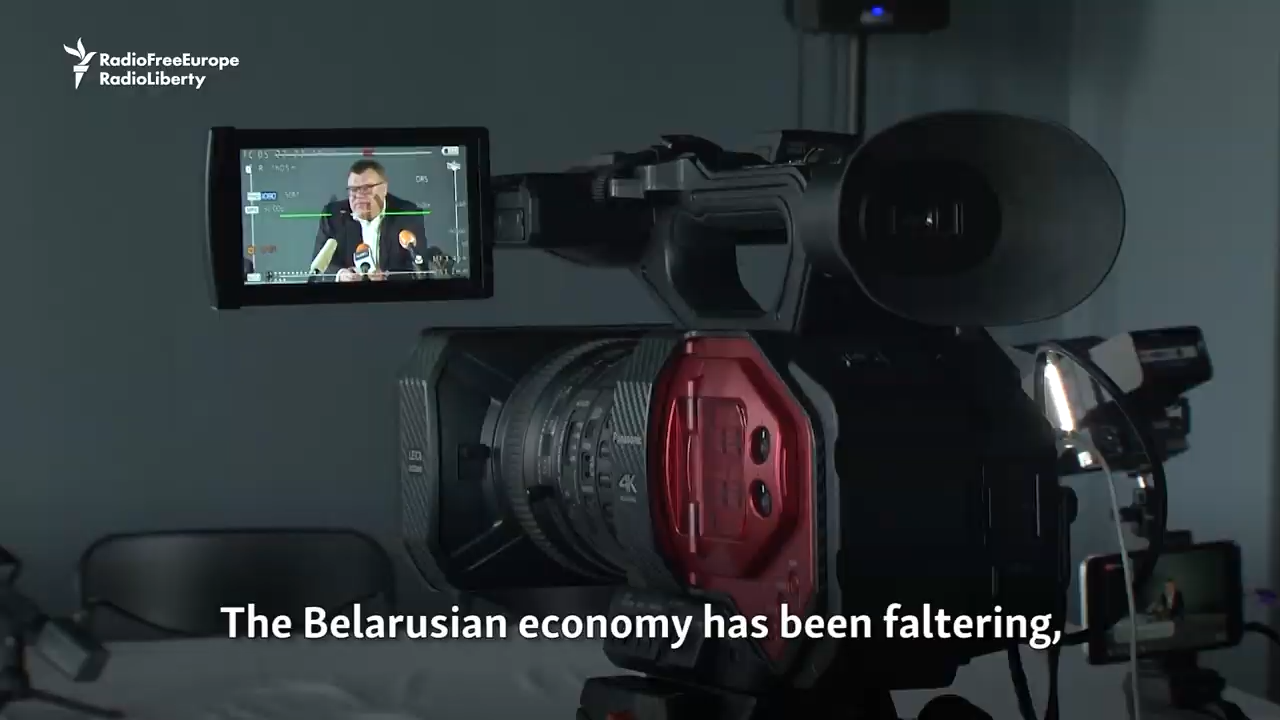 RadioFreeEurope
RadioLiberty
LEICA
Panasonic
4K
The Belarusian economy has been faltering,